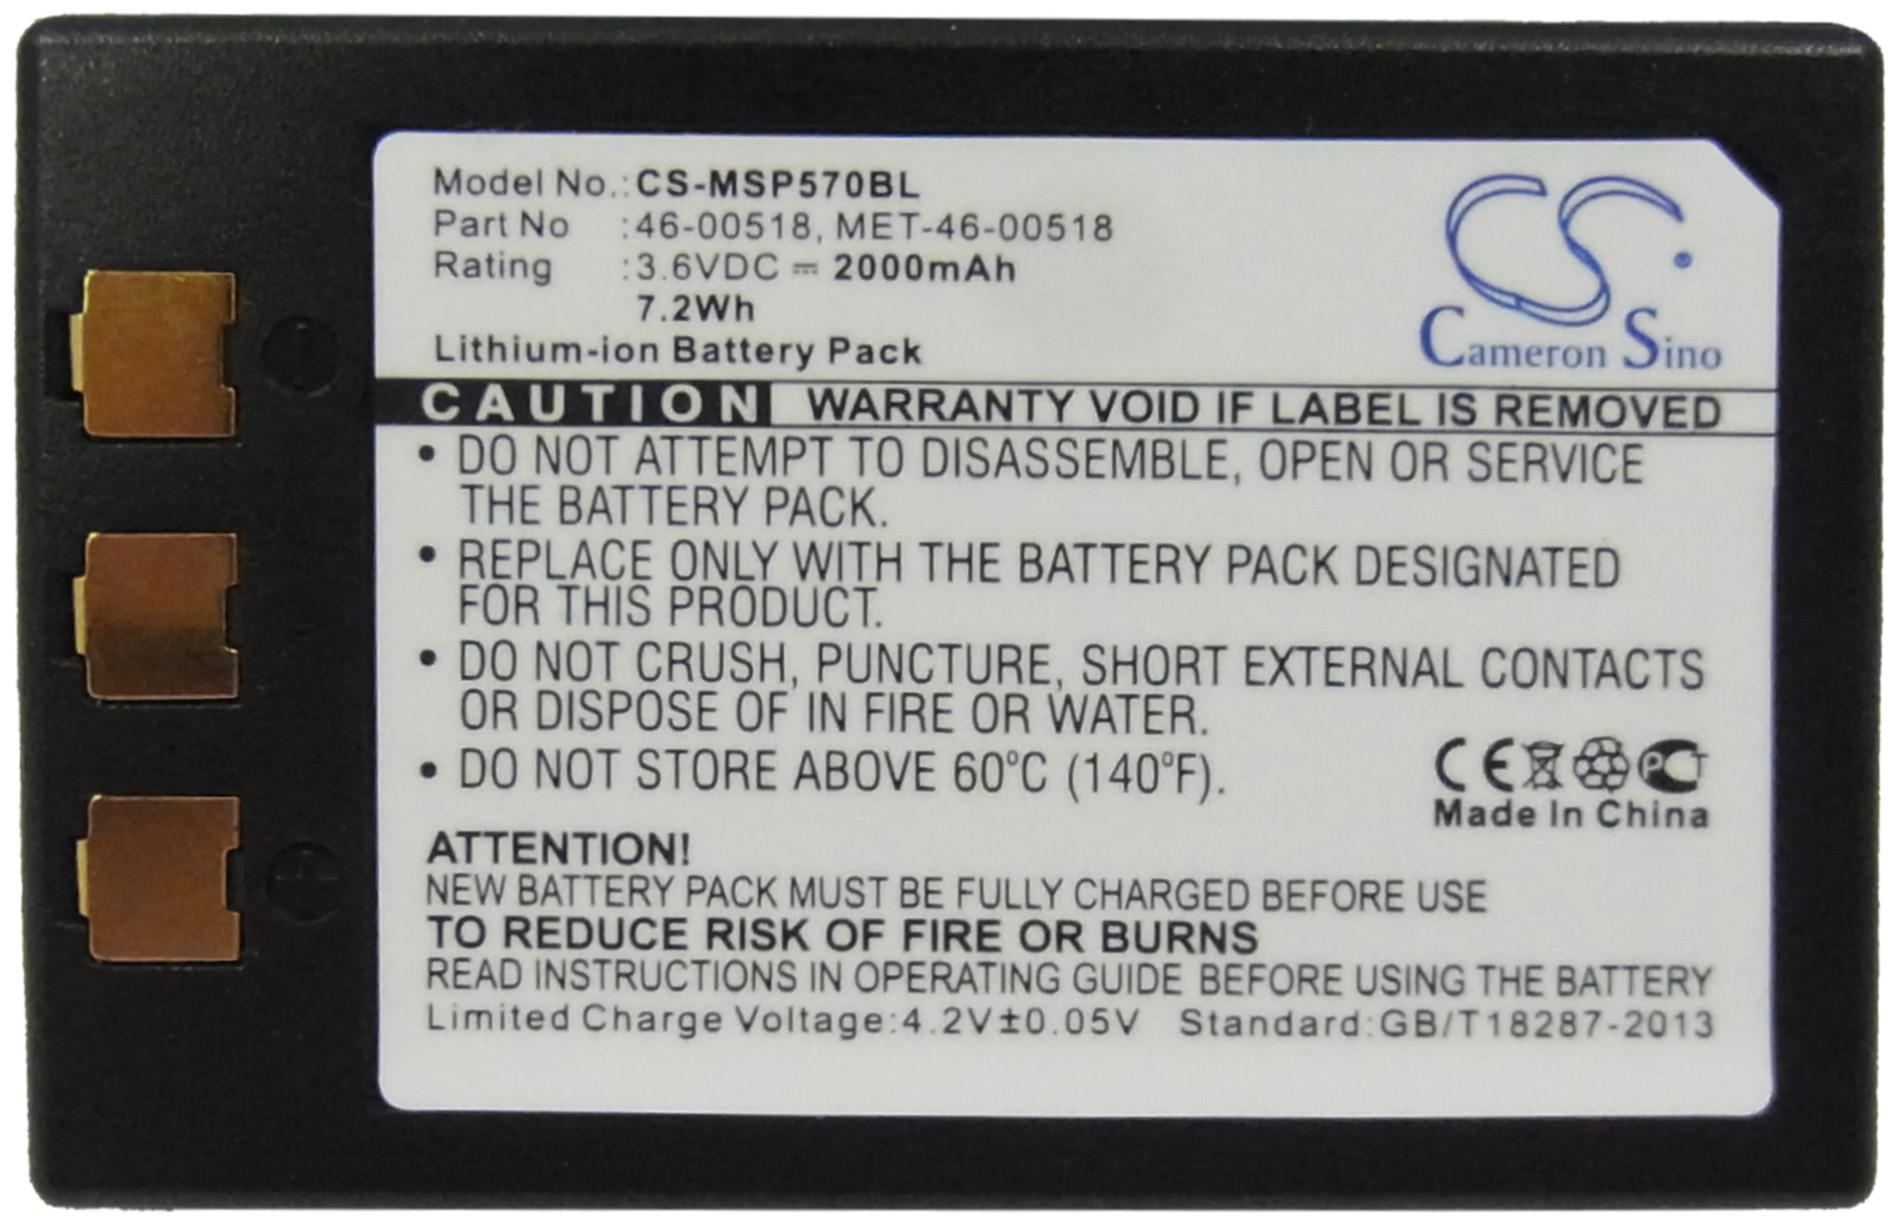 Model No.: CS-MSP570BL
Part No : 46-00518, MET-46-00518
Rating : 3.6VDC ⎓ 2000mAh
7.2Wh
Lithium-ion Battery Pack
CS
Cameron Sino
CAUTION WARRANTY VOID IF LABEL IS REMOVED
• DO NOT ATTEMPT TO DISASSEMBLE, OPEN OR SERVICE
THE BATTERY PACK.
• REPLACE ONLY WITH THE BATTERY PACK DESIGNATED
FOR THIS PRODUCT.
• DO NOT CRUSH, PUNCTURE, SHORT EXTERNAL CONTACTS
OR DISPOSE OF IN FIRE OR WATER.
• DO NOT STORE ABOVE 60°C (140°F).
CE PCT
Made In China
ATTENTION!
NEW BATTERY PACK MUST BE FULLY CHARGED BEFORE USE
TO REDUCE RISK OF FIRE OR BURNS
READ INSTRUCTIONS IN OPERATING GUIDE BEFORE USING THE BATTERY
Limited Charge Voltage:4.2V±0.05V Standard:GB/T18287-2013